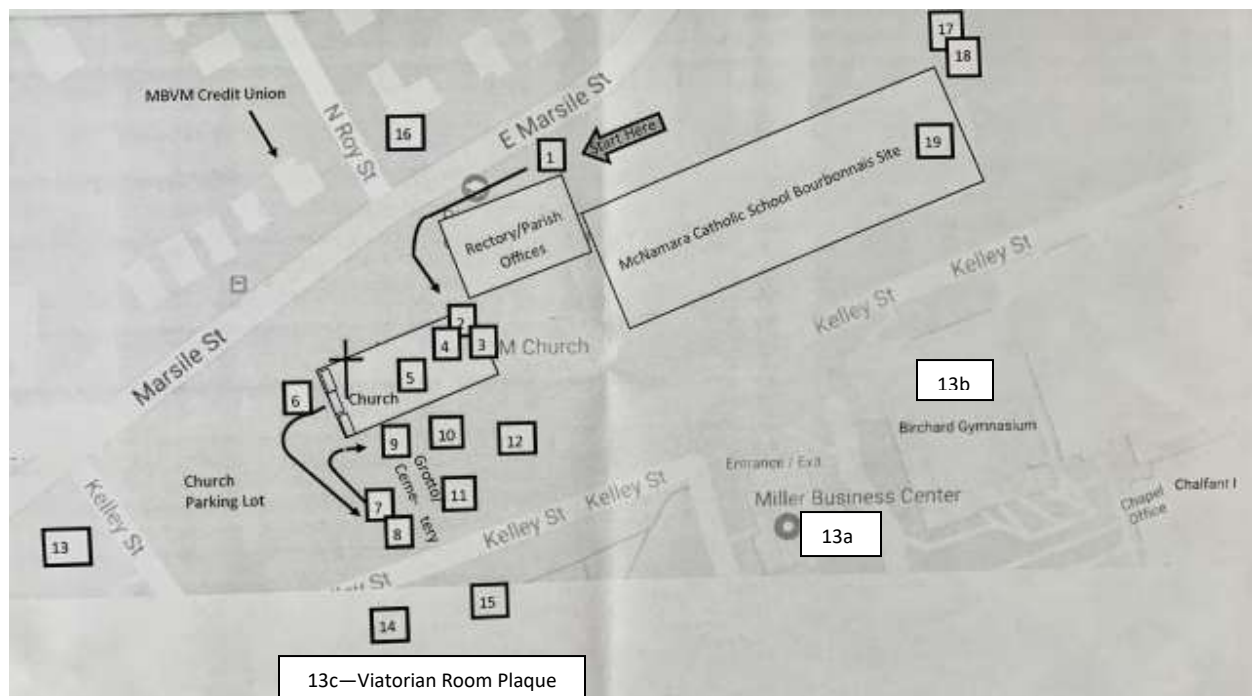 17
18
MBVM Credit Union
16
N Roy St
E Marsile St
Start Here
1
19
McNamara Catholic School Bourbonnais Site
Rectory/Parish
Offices
Kelley St
Kelley St
2
4
3
M Church
5
Marsile St
6
Church
13b
Birchard Gymnasium
9
10
12
Grotto/
Ceme-
tery
Entrance / Exit
Church
Parking Lot
Kelley St
7
8
11
Kelley St
Kelley St
Miller Business Center
Chapel
Office
Chalfant
13
13a
St
14
15
13c—Viatorian Room Plaque